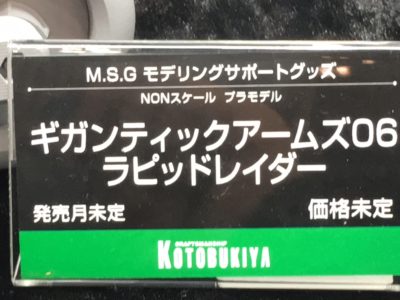 M.S.G モデリングサポートグッズ
NONスケール プラモデル
ギガンティックアームズ06
ラピッドレイダー
発売月未定 価格未定
CRAFTSMANSHIP
KOTOBUKIYA